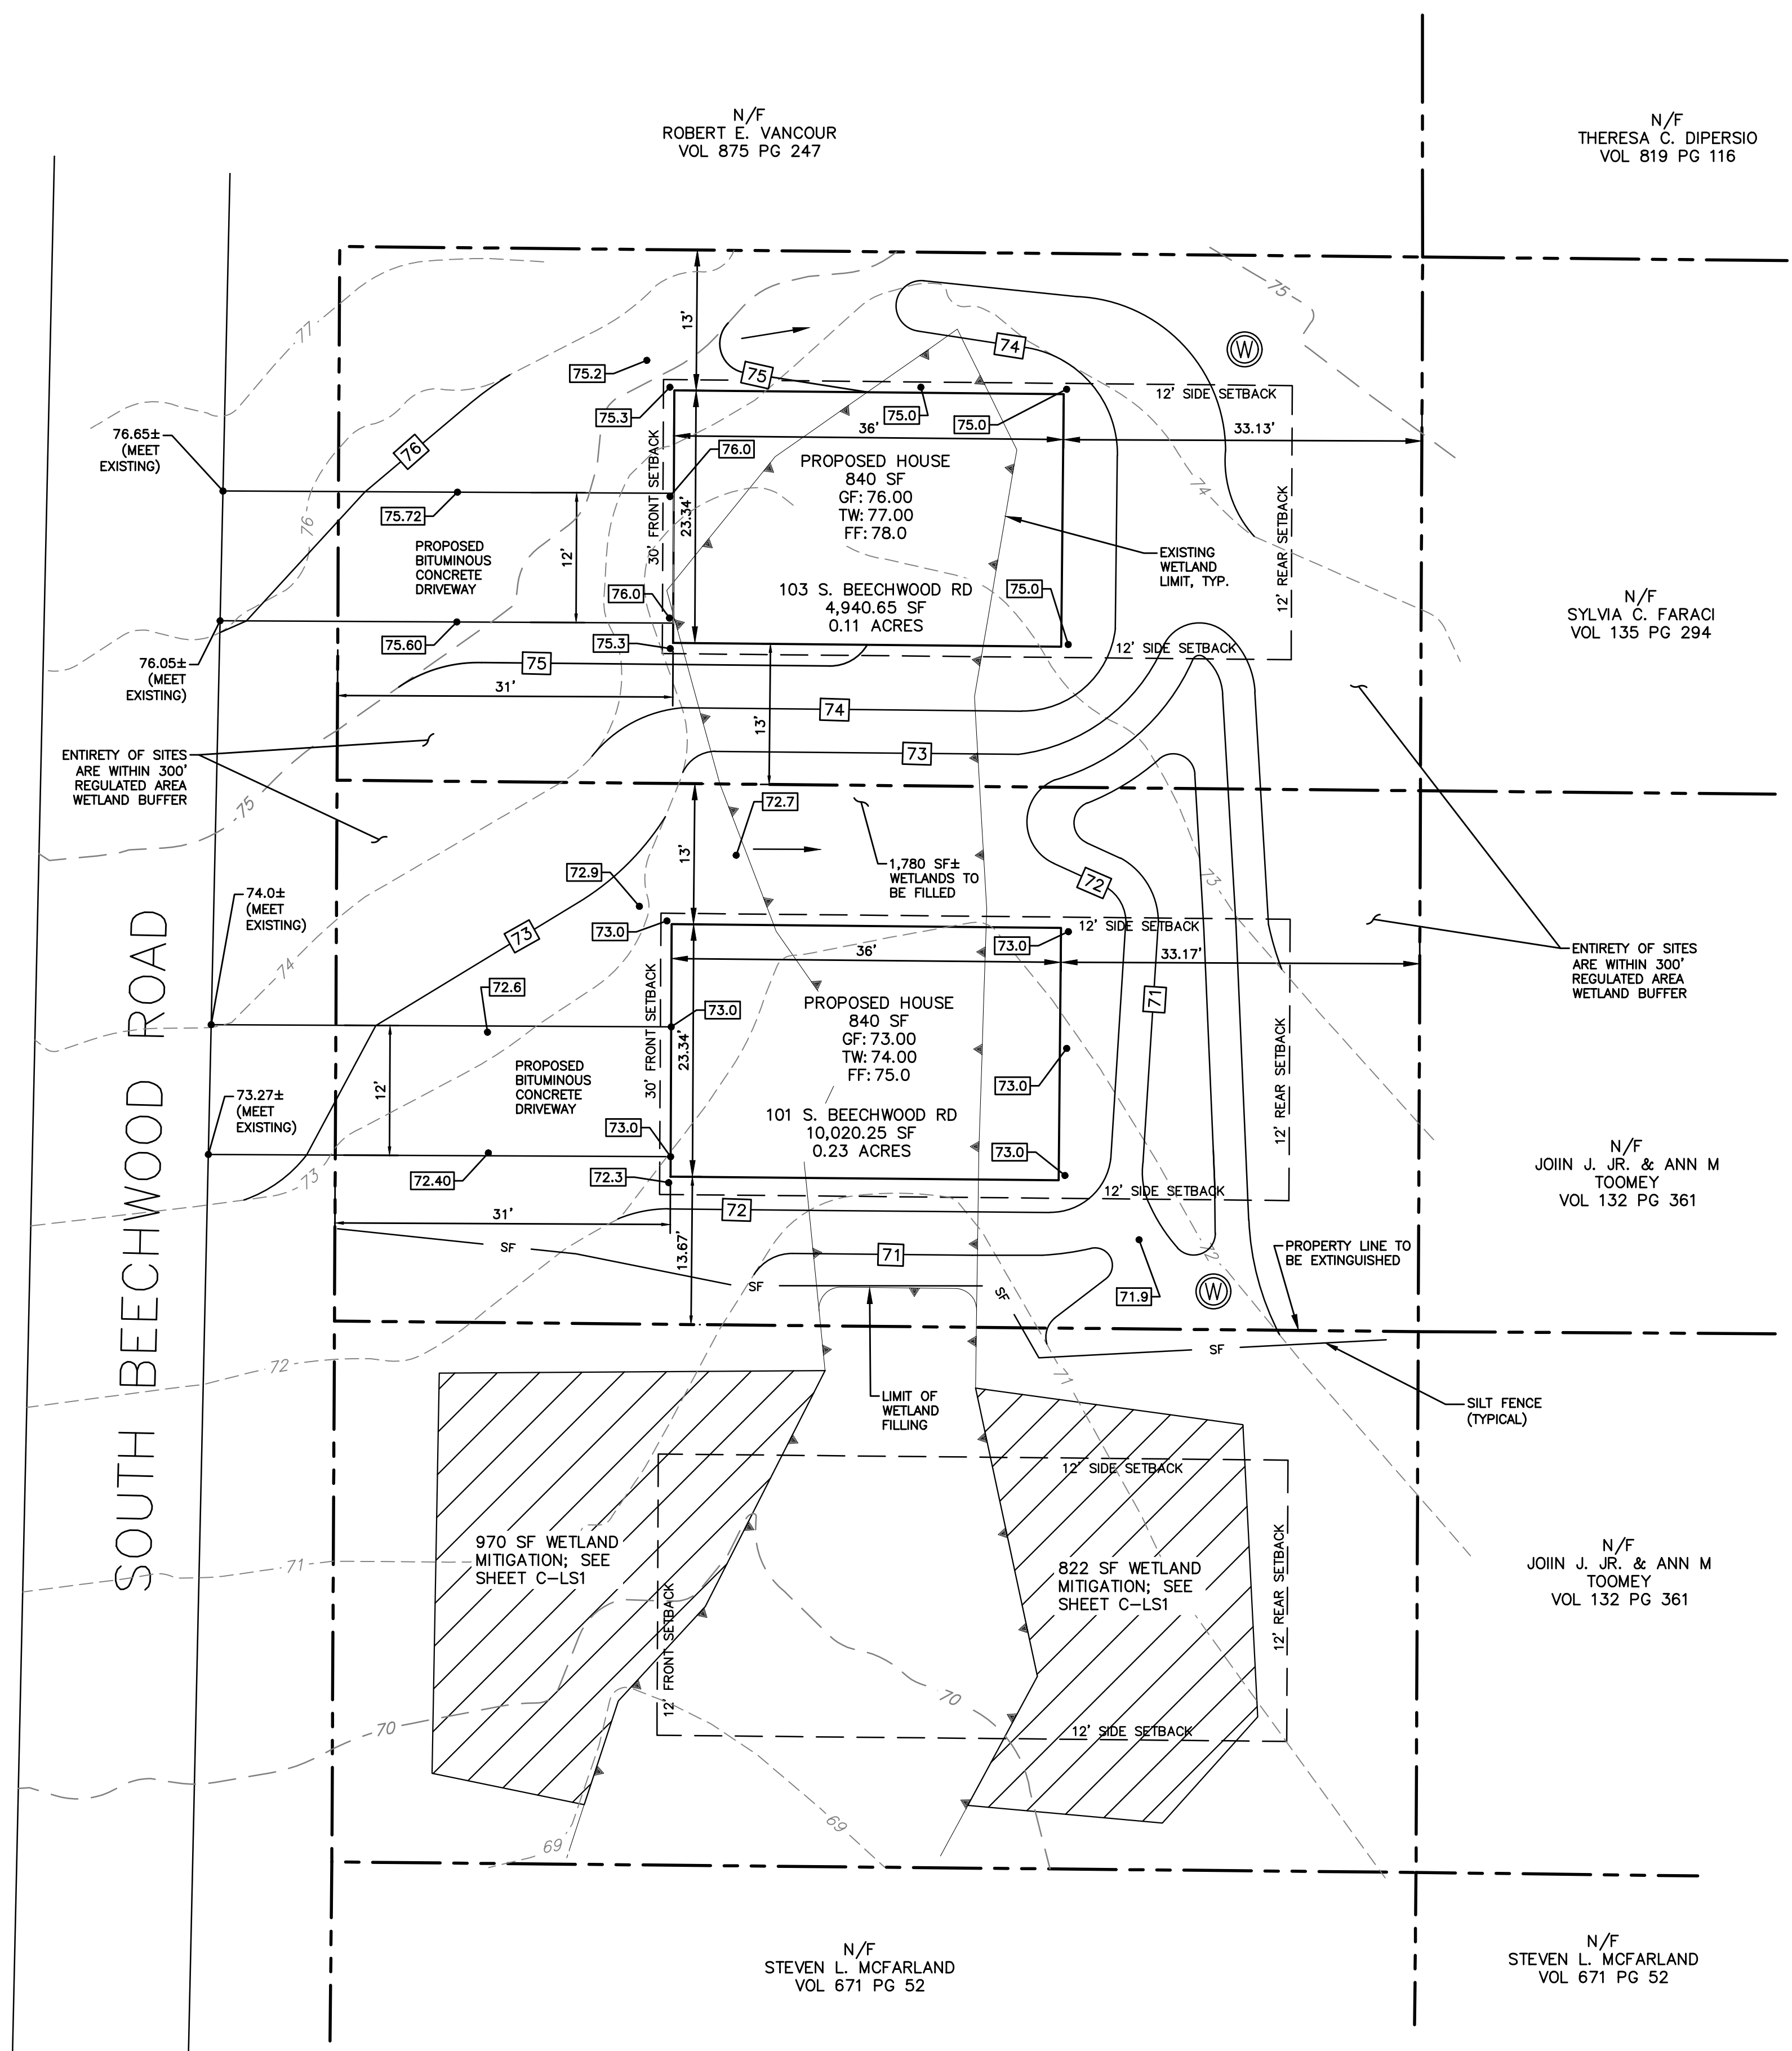 N/F
ROBERT E. VANCOUR
VOL 875 PG 247
N/F
THERESA C. DIPERSIO
VOL 819 PG 116
77
75
13'
74
W
75.2
75
12' SIDE SETBACK
75.3
75.0
75.0
76.65±
(MEET
EXISTING)
76
36'
33.13'
76.0
30' FRONT SETBACK
23.34'
PROPOSED HOUSE
840 SF
GF: 76.00
TW: 77.00
FF: 78.0
74
75.72
76
PROPOSED
BITUMINOUS
CONCRETE
DRIVEWAY
12'
EXISTING
WETLAND
LIMIT, TYP.
12' REAR SETBACK
76.0
103 S. BEECHWOOD RD
4,940.65 SF
0.11 ACRES
75.0
N/F
SYLVIA C. FARACI
VOL 135 PG 294
75.60
75.3
12' SIDE SETBACK
76.05±
(MEET
EXISTING)
75
31'
74
13'
73
ENTIRETY OF SITES
ARE WITHIN 300'
REGULATED AREA
WETLAND BUFFER
75
72.7
13'
1,780 SF±
WETLANDS TO
BE FILLED
72.9
72
73
74.0±
(MEET
EXISTING)
73
73.0
12' SIDE SETBACK
73.0
36'
33.17'
ENTIRETY OF SITES
ARE WITHIN 300'
REGULATED AREA
WETLAND BUFFER
74
72.6
73.0
71
30' FRONT SETBACK
23.34'
PROPOSED HOUSE
840 SF
GF: 73.00
TW: 74.00
FF: 75.0
73.0
PROPOSED
BITUMINOUS
CONCRETE
DRIVEWAY
12'
12' REAR SETBACK
73.27±
(MEET
EXISTING)
73.0
101 S. BEECHWOOD RD
10,020.25 SF
0.23 ACRES
73.0
N/F
JOIIN J. JR. & ANN M
TOOMEY
VOL 132 PG 361
73
72.40
72.3
12' SIDE SETBACK
31'
72
SOUTH BEECHWOOD ROAD
SF
13.67'
71
72
PROPERTY LINE TO
BE EXTINGUISHED
SF
SF
71.9
W
72
SF
71
LIMIT OF
WETLAND
FILLING
SILT FENCE
(TYPICAL)
12' SIDE SETBACK
71
970 SF WETLAND
MITIGATION; SEE
SHEET C-LS1
822 SF WETLAND
MITIGATION; SEE
SHEET C-LS1
N/F
JOIIN J. JR. & ANN M
TOOMEY
VOL 132 PG 361
12' FRONT SETBACK
12' REAR SETBACK
70
70
12' SIDE SETBACK
69
69
N/F
STEVEN L. MCFARLAND
VOL 671 PG 52
N/F
STEVEN L. MCFARLAND
VOL 671 PG 52